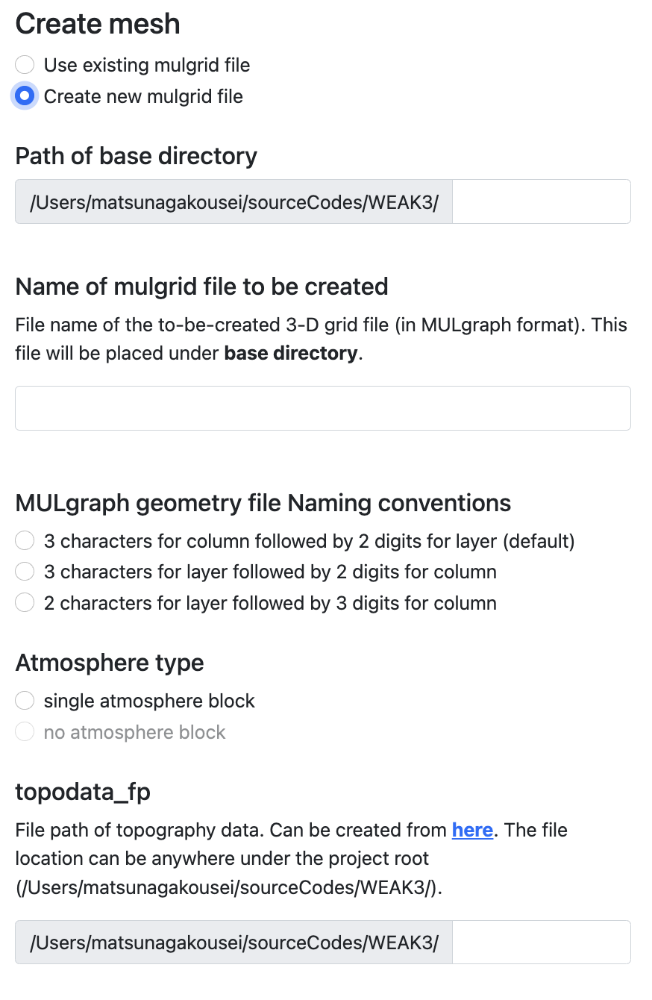 Create mesh
Use existing mulgrid file
Create new mulgrid file
Path of base directory
/Users/matsunagakousei/sourceCodes/WEAK3/
Name of mulgrid file to be created
File name of the to-be-created 3-D grid file (in MULgraph format). This
file will be placed under base directory.
MULgraph geometry file Naming conventions
3 characters for column followed by 2 digits for layer (default)
3 characters for layer followed by 2 digits for column
2 characters for layer followed by 3 digits for column
Atmosphere type
single atmosphere block
no atmosphere block
topodata_fp
File path of topography data. Can be created from here. The file
location can be anywhere under the project root
(/Users/matsunagakousei/sourceCodes/WEAK3/).
/Users/matsunagakousei/sourceCodes/WEAK3/